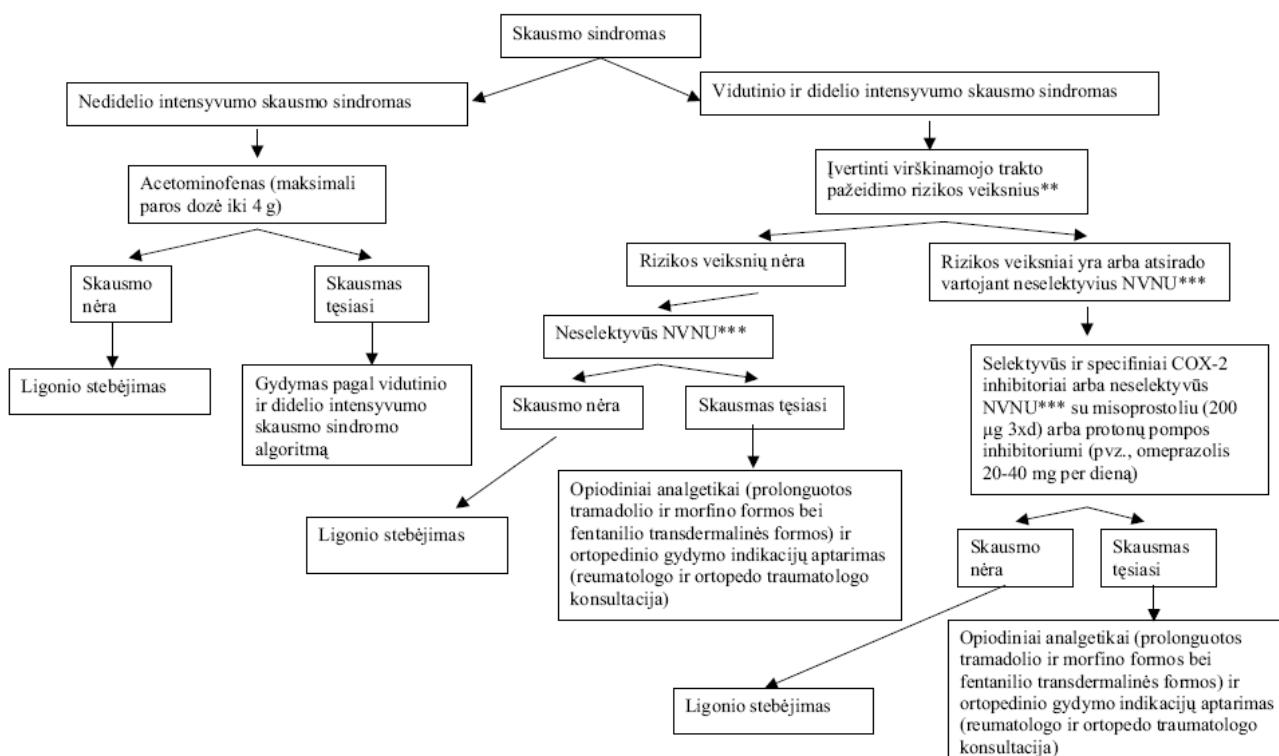 Skausmo sindromas
Nedidelio intensyvumo skausmo sindromas
Vidutinio ir didelio intensyvumo skausmo sindromas
Acetominofenas (maksimali
paros dozė iki 4 g)
Įvertinti virškinamojo trakto
pažeidimo rizikos veiksnius**
Skausmo
nėra
Skausmas
tęsiasi
Rizikos veiksnių nėra
Rizikos veiksniai yra arba atsirado
vartojant neselektyvius NVNU***
Ligonio stebėjimas
Gydymas pagal vidutinio
ir didelio intensyvumo
skausmo sindromo
algoritmą
Neselektyvūs NVNU***
Skausmo nėra
Skausmas tęsiasi
Selektyvūs ir specifiniai COX-2
inhibitoriai arba neselektyvūs
NVNU*** su misoprostoliu (200
µg 3xd) arba protonų pompos
inhibitoriumi (pvz., omeprazolis
20-40 mg per dieną)
Ligonio stebėjimas
Opiodiniai analgetikai (prolonguotos
tramadolio ir morfino formos bei
fentanilio transdermalinės formos) ir
ortopedinio gydymo indikacijų aptarimas
(reumatologo ir ortopedo traumatologo
konsultacija)
Skausmo
nėra
Skausmas
tęsiasi
Ligonio stebėjimas
Opiodiniai analgetikai (prolonguotos
tramadolio ir morfino formos bei
fentanilio transdermalinės formos) ir
ortopedinio gydymo indikacijų aptarimas
(reumatologo ir ortopedo traumatologo
konsultacija)